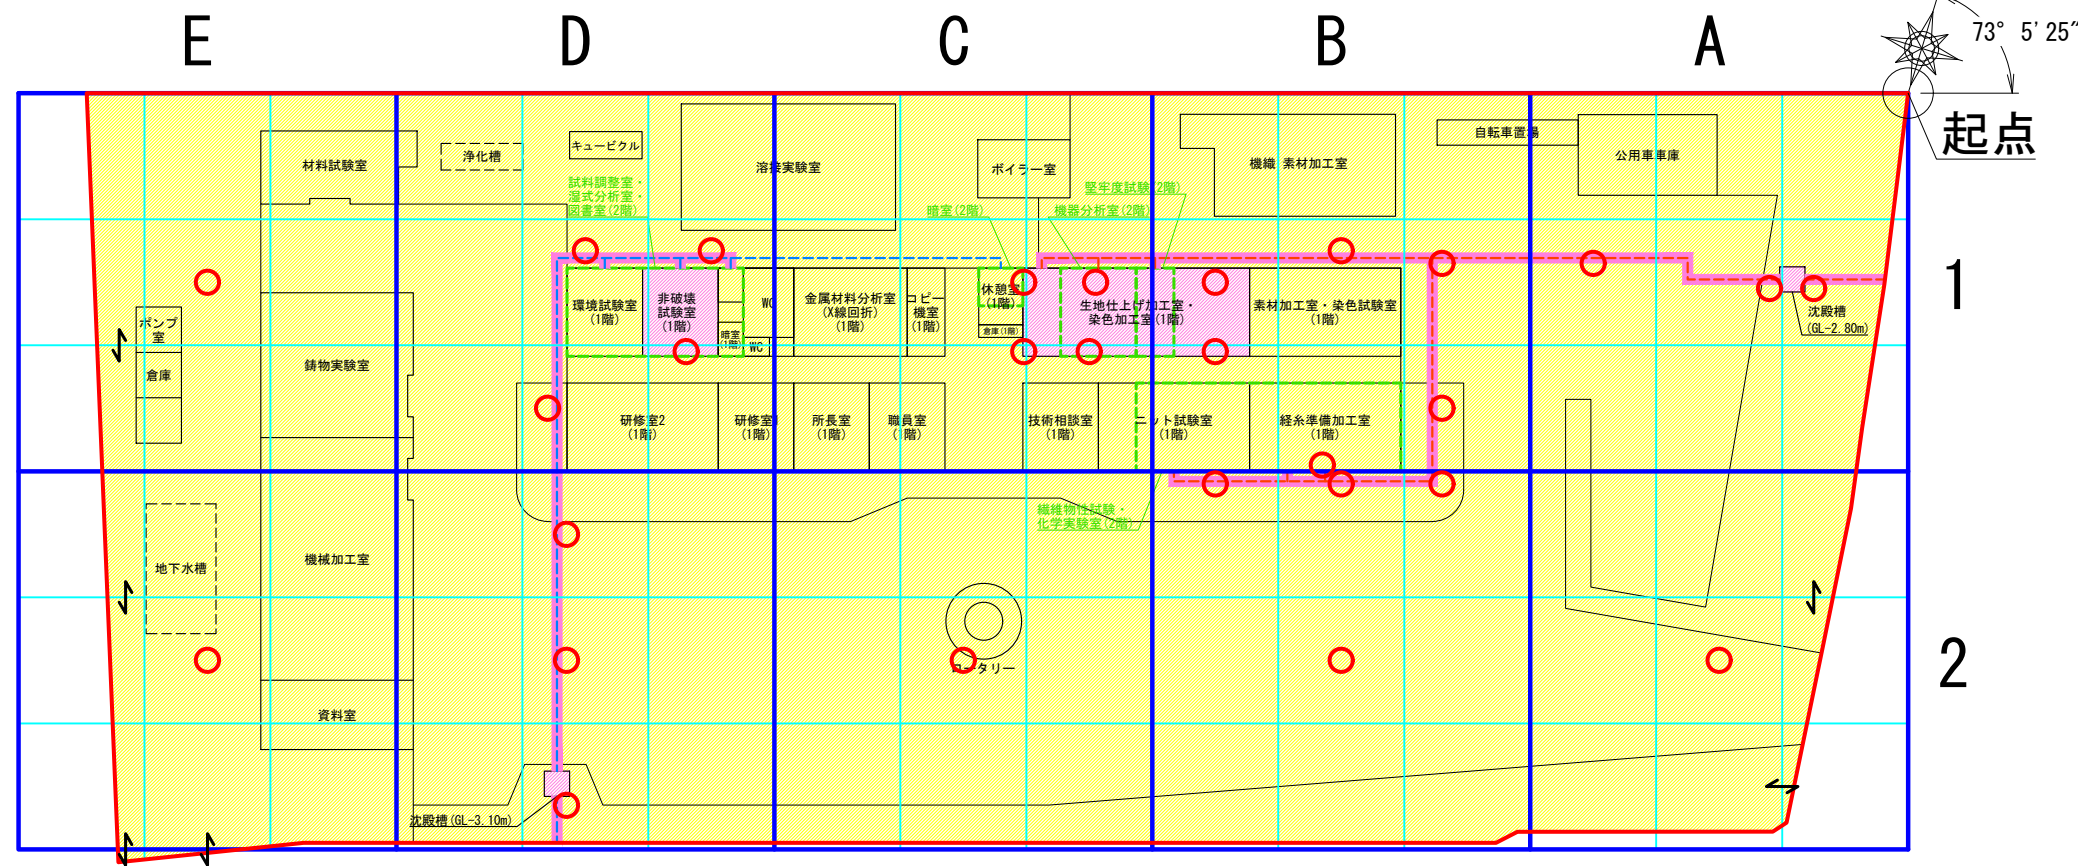 E
D
C
B
A
73° 5′25″
起点
材料試験室
浄化槽
キュービクル
溶接実験室
ボイラー室
機織 素材加工室
自転車置場
公用車車庫
試料調整室・
湿式分析室・
図書室(2階)
暗室(2階)
機器分析室(2階)
堅牢度試験(2階)
1
環境試験室
(1階)
非破壊
試験室
(1階)
暗室
(1階)
WC
WC
金属材料分析室
(X線回折)
(1階)
コピー
機室
(1階)
休憩室
(1階)
倉庫(1階)
生地仕上げ加工室・
染色加工室(1階)
素材加工室・染色試験室
(1階)
沈殿槽
(GL-2.80m)
ポンプ
室
倉庫
鋳物実験室
研修室2
(1階)
研修室1
(1階)
所長室
(1階)
職員室
(1階)
技術相談室
(1階)
ニット試験室
(1階)
経糸準備加工室
(1階)
繊維物性試験・
化学実験室(2階)
地下水槽
機械加工室
ロータリー
2
資料室
沈殿槽(GL-3.10m)